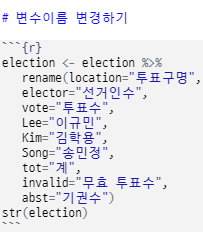 # 변수이름 변경하기
```{r}
election <- election %>%
rename(location="투표구명",
elector="선거인수",
vote="투표수",
Lee="이규민",
Kim="김학용",
Song="송민정",
tot="계",
invalid="무효 투표수",
abst="기권수")
str(election)
```